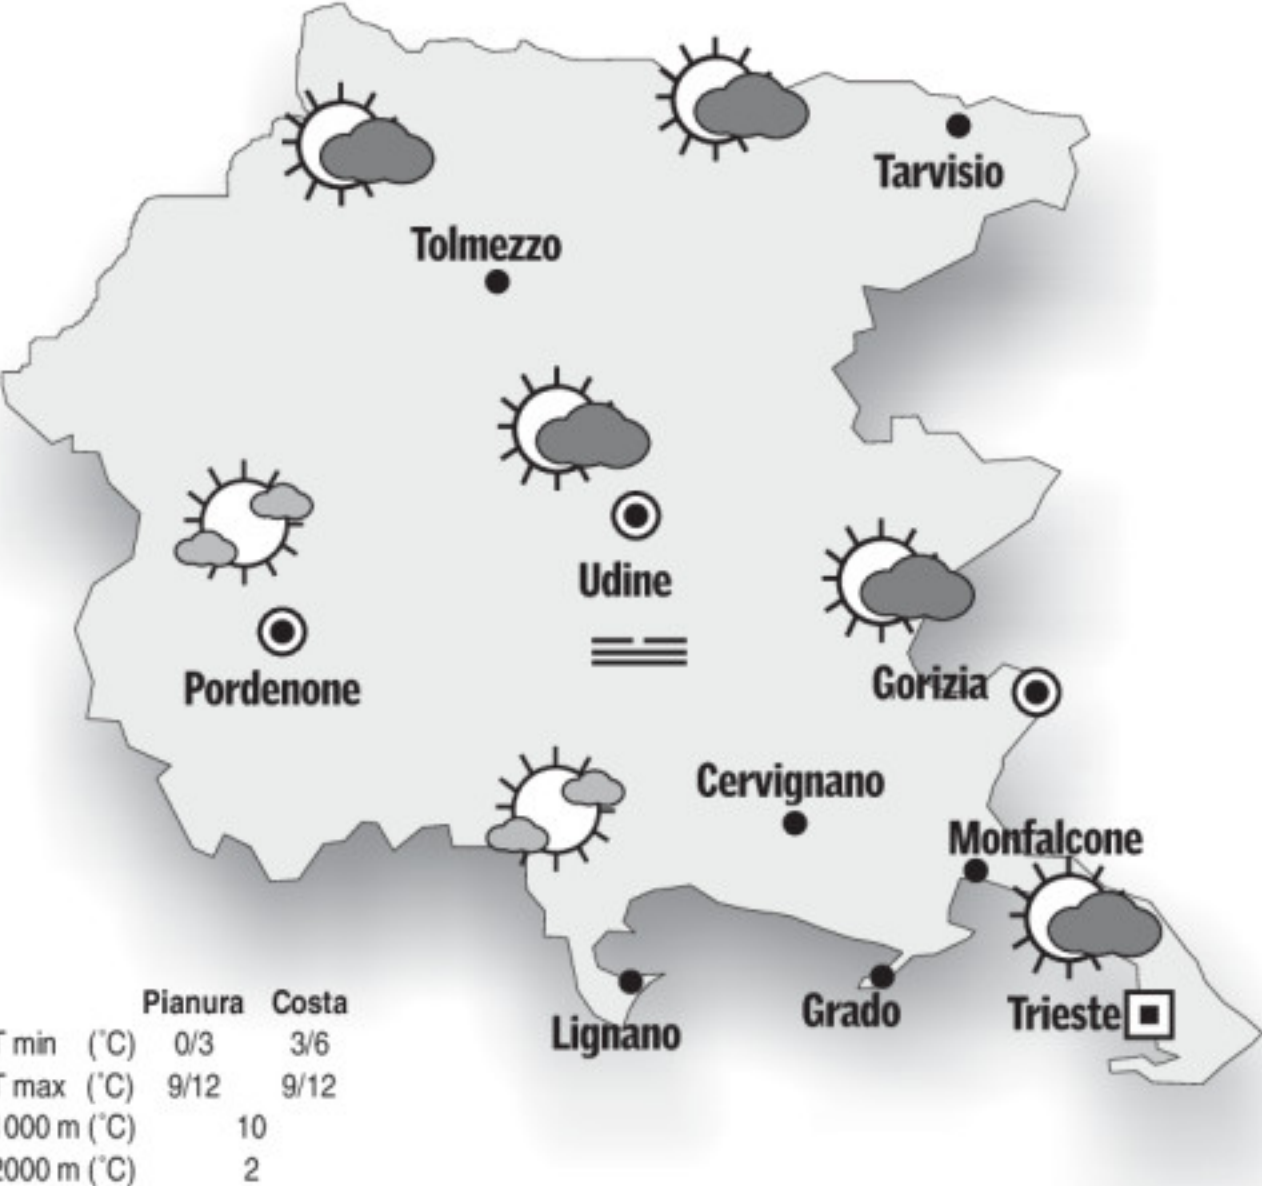 Tarvisio
Tolmezzo
Udine
Pordenone
Gorizia
Cervignano
Monfalcone
Lignano
Grado
Trieste
Pianura Costa
T min (°C) 0/3 3/6
T max (°C) 9/12 9/12
000 m (°C) 10
2000 m (°C) 2